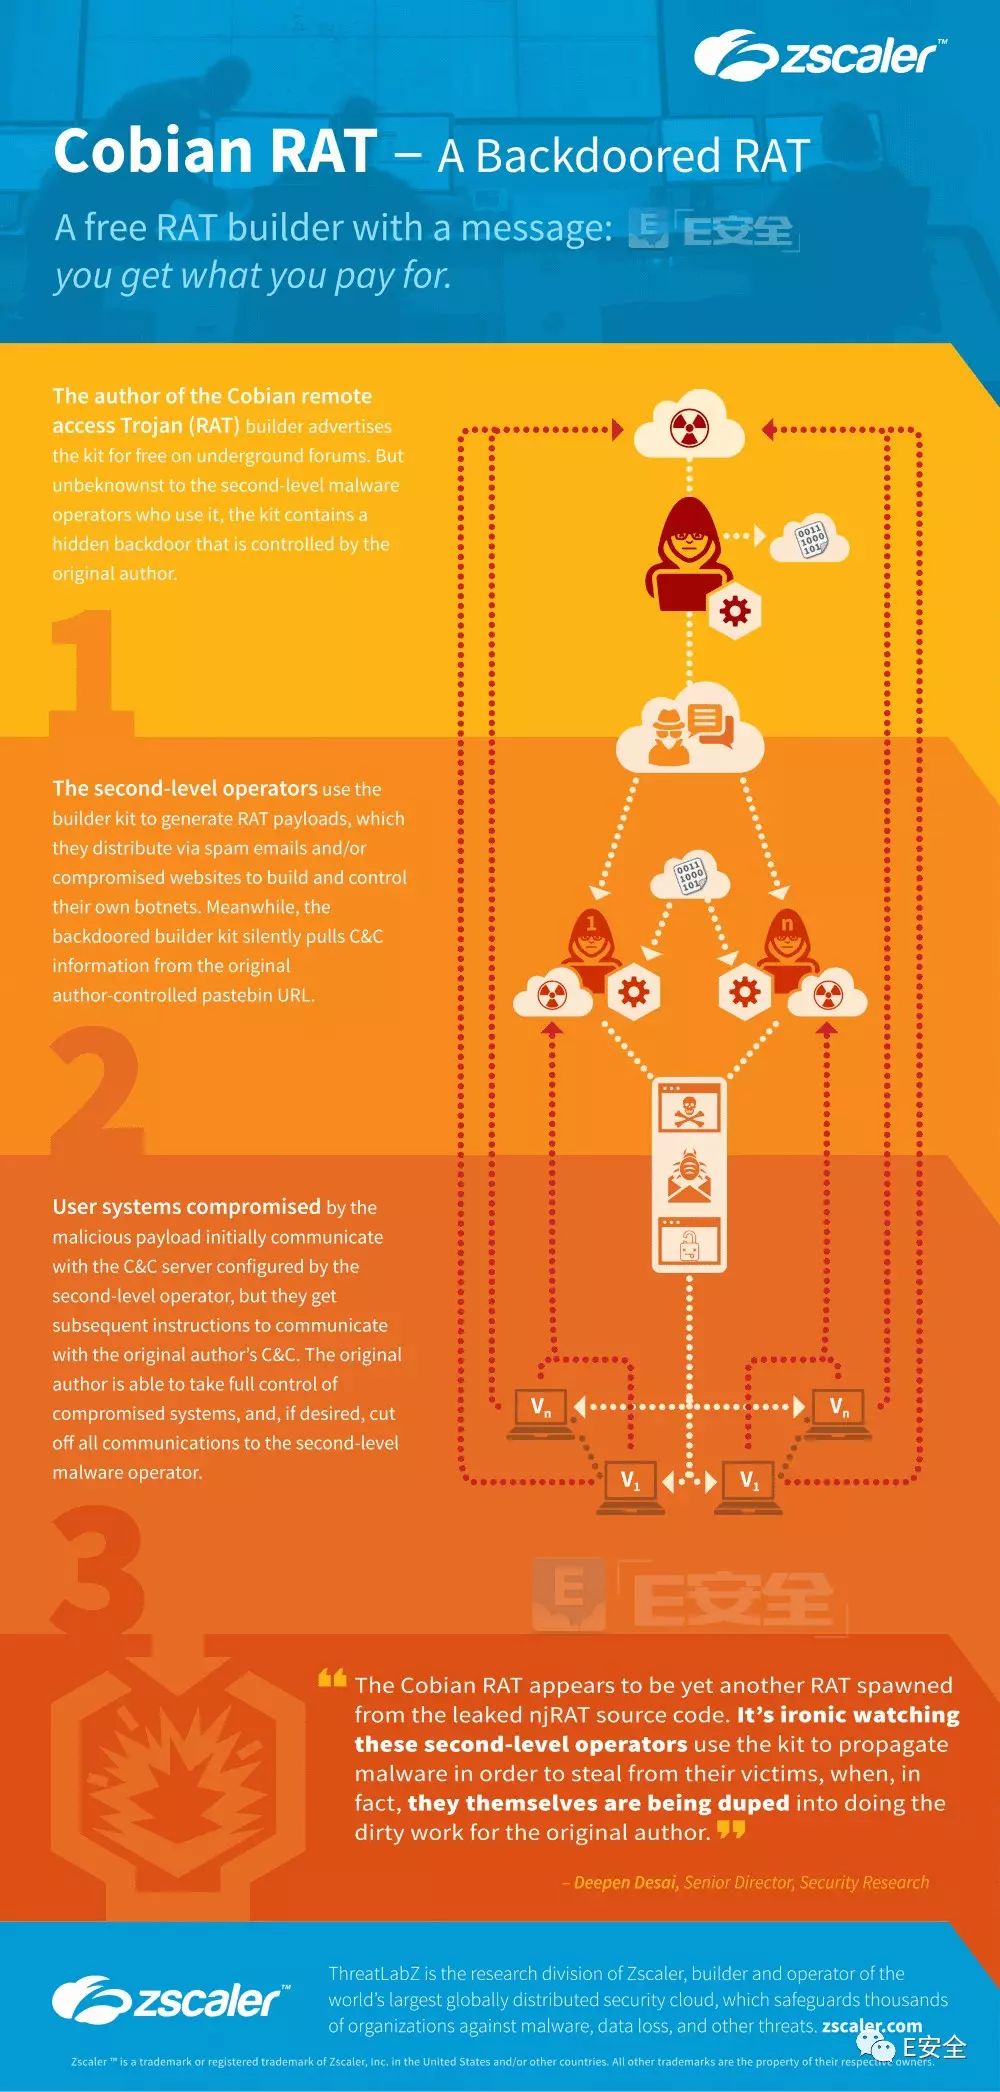 zscaler™
Cobian RAT – A Backdoored RAT
A free RAT builder with a message:
E「E安全」
you get what you pay for.
The author of the Cobian remote
access Trojan (RAT) builder advertises
the kit for free on underground forums. But
unbeknownst to the second-level malware
operators who use it, the kit contains a
hidden backdoor that is controlled by the
original author.
1
0011
1000
101
The second-level operators use the
builder kit to generate RAT payloads, which
they distribute via spam emails and/or
compromised websites to build and control
their own botnets. Meanwhile, the
backdoored builder kit silently pulls C&C
information from the original
author-controlled pastebin URL.
2
0011
1000
101
1
n
User systems compromised by the
malicious payload initially communicate
with the C&C server configured by the
second-level operator, but they get
subsequent instructions to communicate
with the original author’s C&C. The original
author is able to take full control of
compromised systems, and, if desired, cut
off all communications to the second-level
malware operator.
3
Vn
Vn
V1
V1
E「E安全」
“ The Cobian RAT appears to be yet another RAT spawned
from the leaked njRAT source code. It’s ironic watching
these second-level operators use the kit to propagate
malware in order to steal from their victims, when, in
fact, they themselves are being duped into doing the
dirty work for the original author. ”
– Deepen Desai, Senior Director, Security Research
zscaler™
ThreatLabZ is the research division of Zscaler, builder and operator of the
world’s largest globally distributed security cloud, which safeguards thousands
of organizations against malware, data loss, and other threats. zscaler.com
E安全
Zscaler ™ is a trademark or registered trademark of Zscaler, Inc. in the United States and/or other countries. All other trademarks are the property of their respective owners.